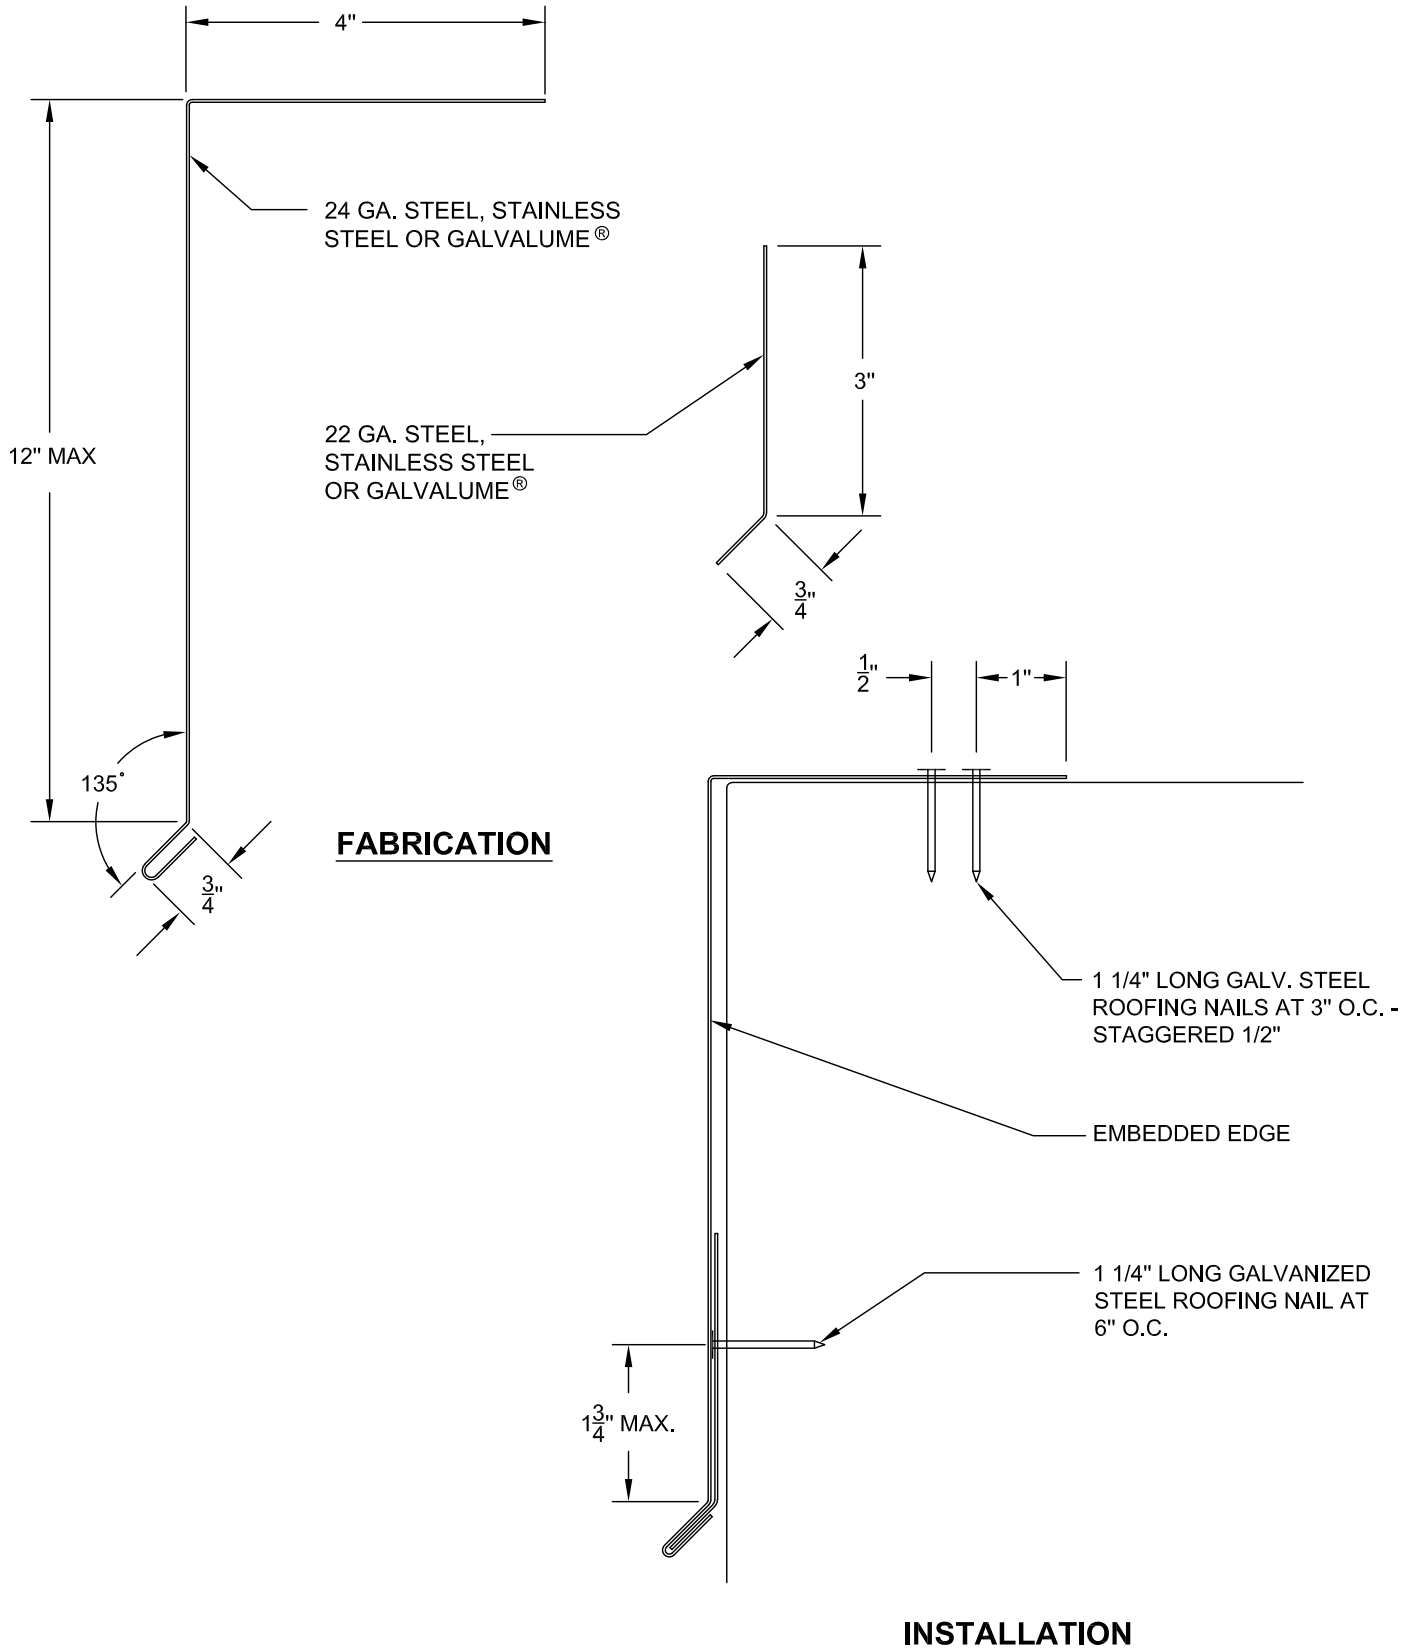 4"
24 GA. STEEL, STAINLESS
STEEL OR GALVALUME®
3"
22 GA. STEEL,
STAINLESS STEEL
OR GALVALUME®
12" MAX
3/4"
1/2"
1"
135°
FABRICATION
3/4"
1 1/4" LONG GALV. STEEL
ROOFING NAILS AT 3" O.C. -
STAGGERED 1/2"
EMBEDDED EDGE
1 1/4" LONG GALVANIZED
STEEL ROOFING NAIL AT
6" O.C.
1 3/4" MAX.
INSTALLATION